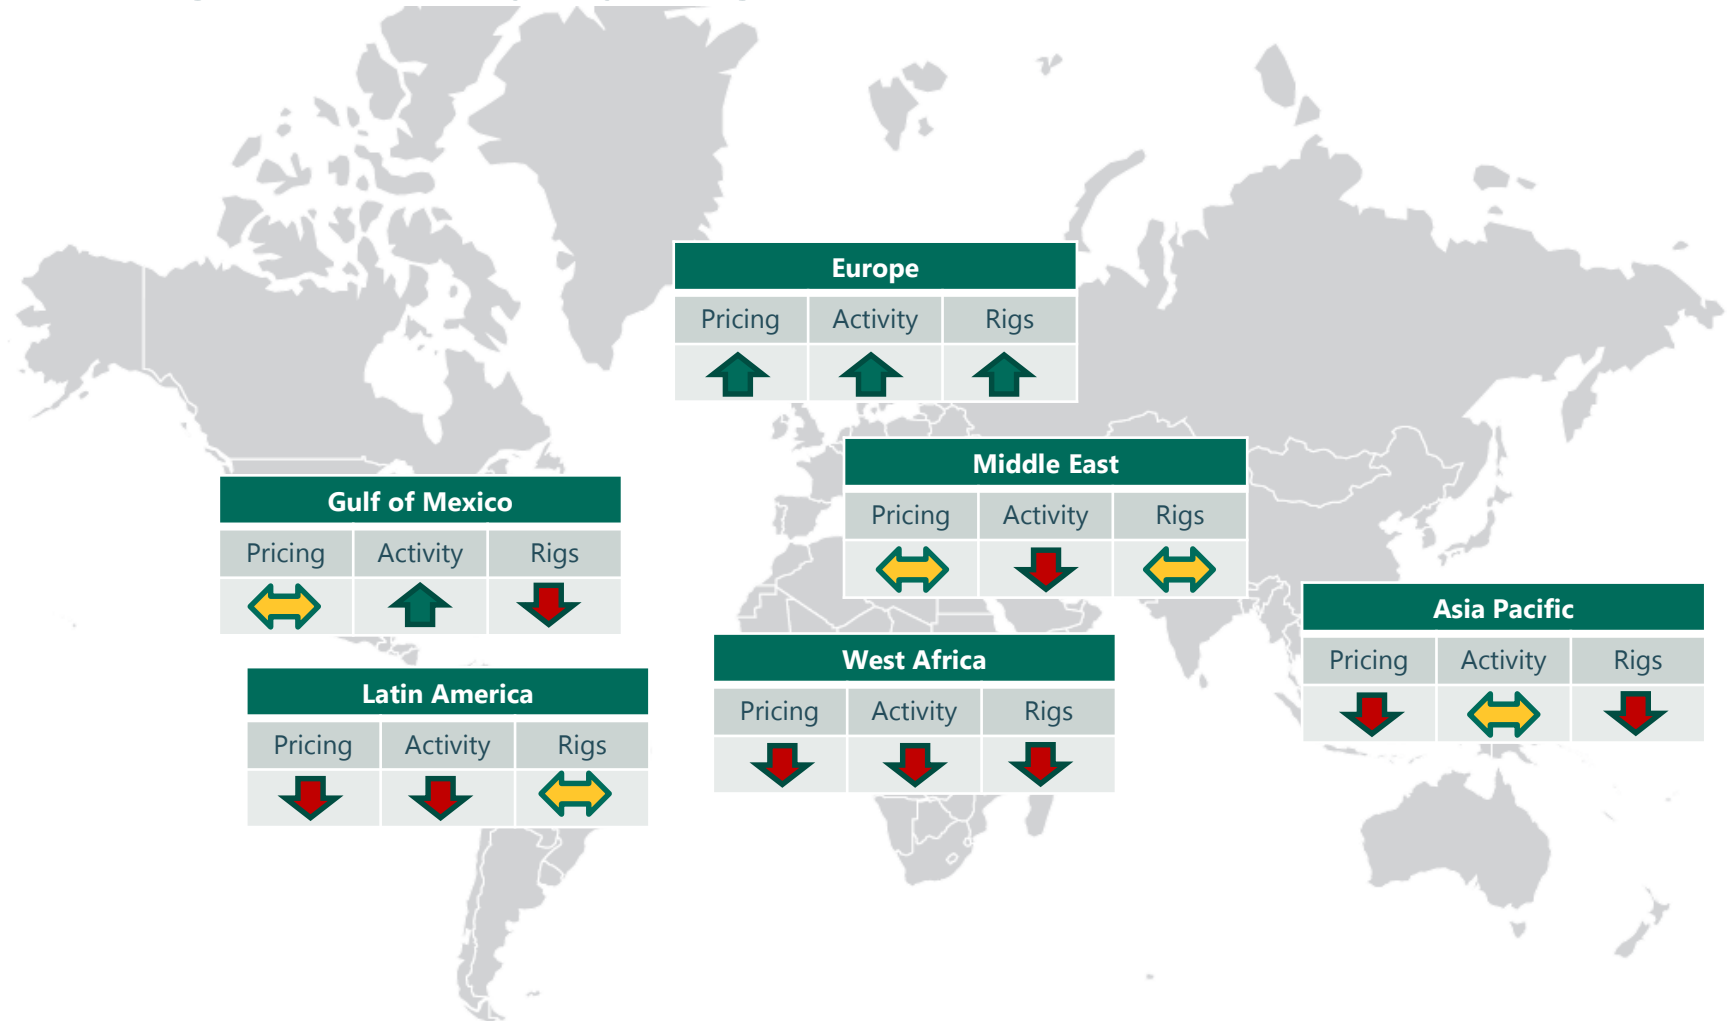 Europe
Pricing Activity Rigs
Middle East
Pricing Activity Rigs
Gulf of Mexico
Pricing Activity Rigs
Asia Pacific
Pricing Activity Rigs
West Africa
Pricing Activity Rigs
Latin America
Pricing Activity Rigs